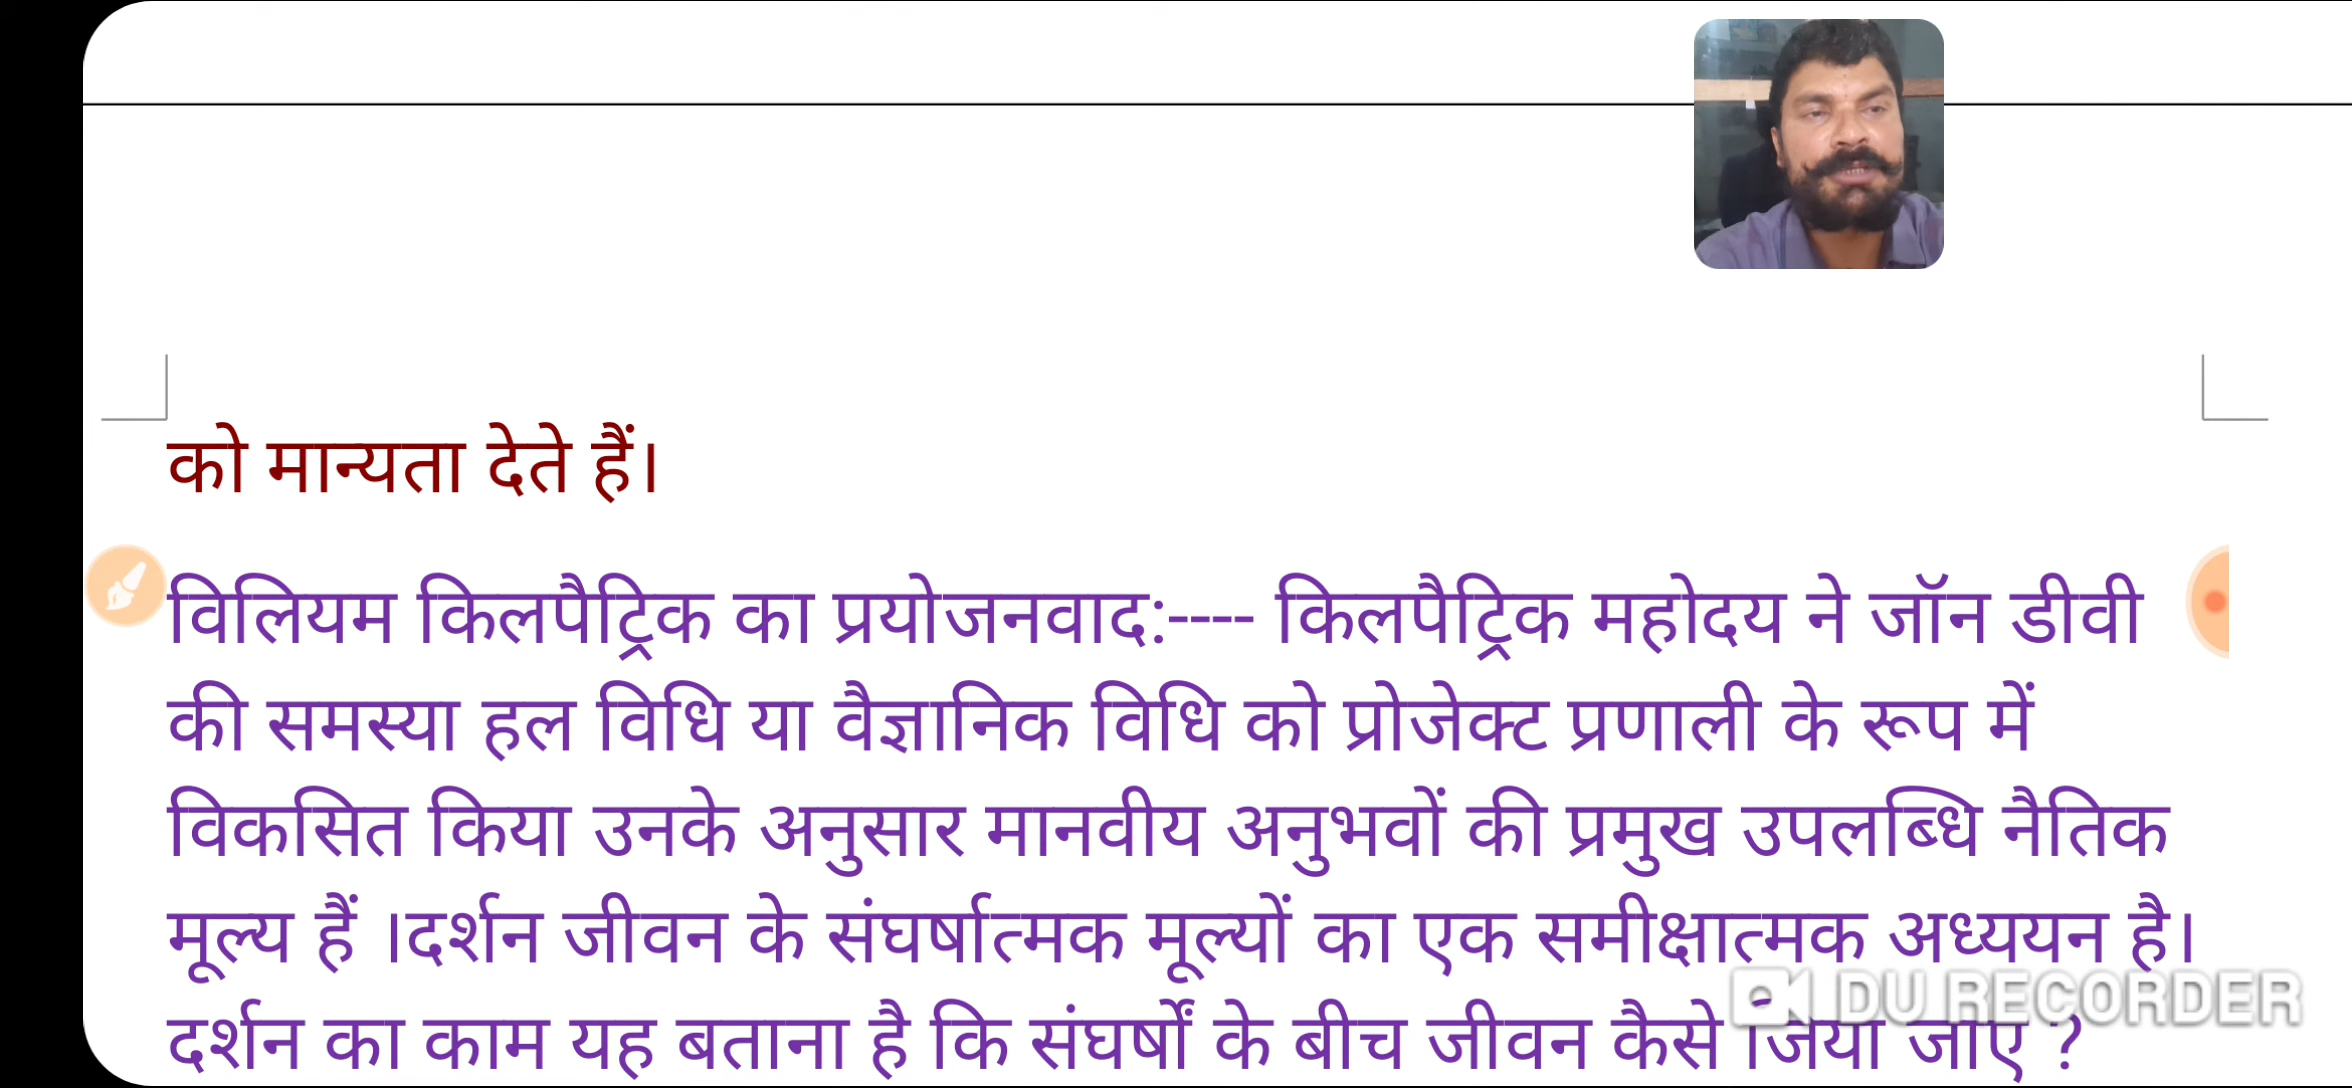 को मान्यता देते हैं।
विलियम किलपैट्रिक का प्रयोजनवाद:---- किलपैट्रिक महोदय ने जॉन डीवी
की समस्या हल विधि या वैज्ञानिक विधि को प्रोजेक्ट प्रणाली के रूप में
विकसित किया उनके अनुसार मानवीय अनुभवों की प्रमुख उपलब्धि नैतिक
मूल्य हैं ।दर्शन जीवन के संघर्षात्मक मूल्यों का एक समीक्षात्मक अध्ययन है।
DU RECORDER
दर्शन का काम यह बताना है कि संघर्षों के बीच जीवन कैसे जिया जाए ?